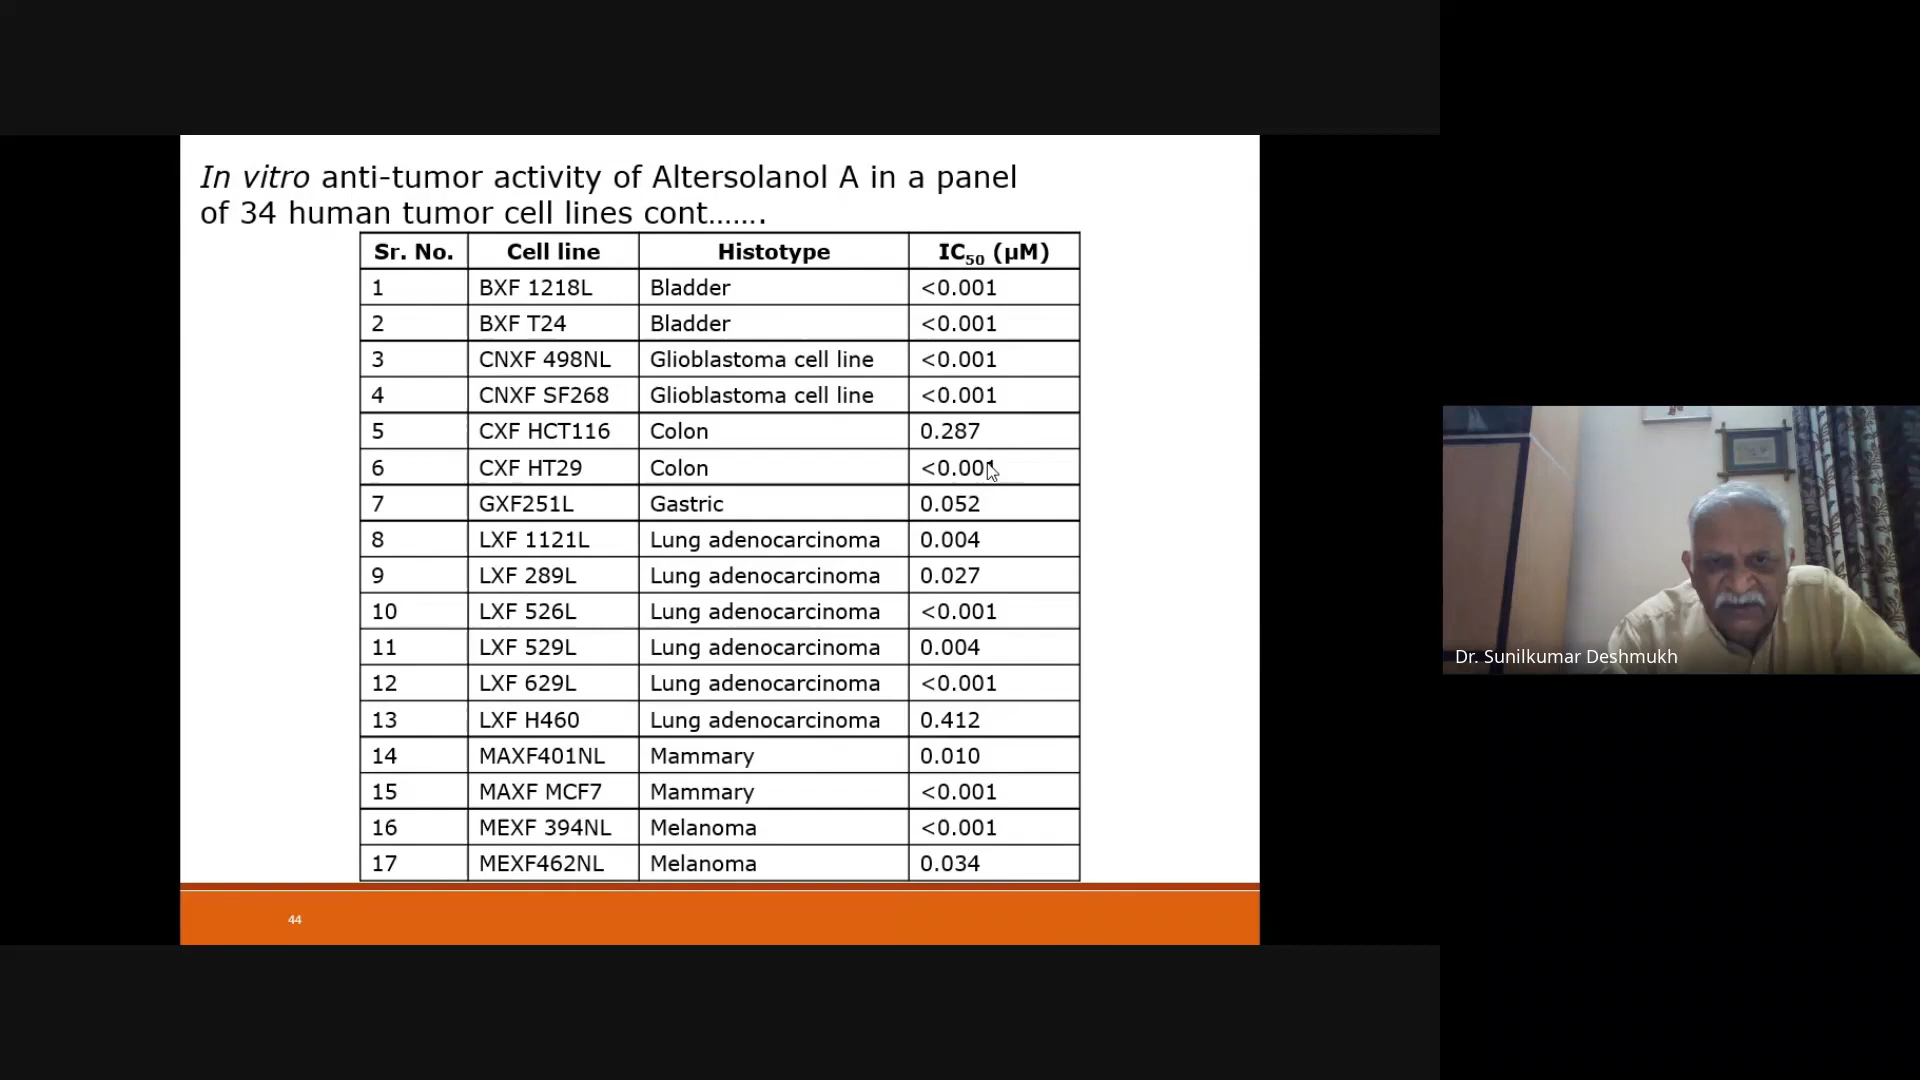 In vitro anti-tumor activity of Altersolanol A in a panel
of 34 human tumor cell lines cont…….
Sr. No. Cell line Histotype IC50 (µM)
1 BXF 1218L Bladder <0.001
2 BXF T24 Bladder <0.001
3 CNXF 498NL Glioblastoma cell line <0.001
4 CNXF SF268 Glioblastoma cell line <0.001
5 CXF HCT116 Colon 0.287
6 CXF HT29 Colon <0.001
7 GXF251L Gastric 0.052
8 LXF 1121L Lung adenocarcinoma 0.004
9 LXF 289L Lung adenocarcinoma 0.027
10 LXF 526L Lung adenocarcinoma <0.001
11 LXF 529L Lung adenocarcinoma 0.004
12 LXF 629L Lung adenocarcinoma <0.001
13 LXF H460 Lung adenocarcinoma 0.412
14 MAXF401NL Mammary 0.010
15 MAXF MCF7 Mammary <0.001
16 MEXF 394NL Melanoma <0.001
17 MEXF462NL Melanoma 0.034
44
Dr. Sunilkumar Deshmukh